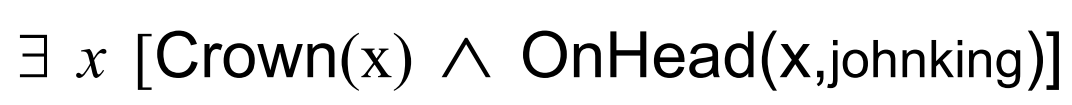 ∃ x [Crown(x) ∧ OnHead(x,johnking)]